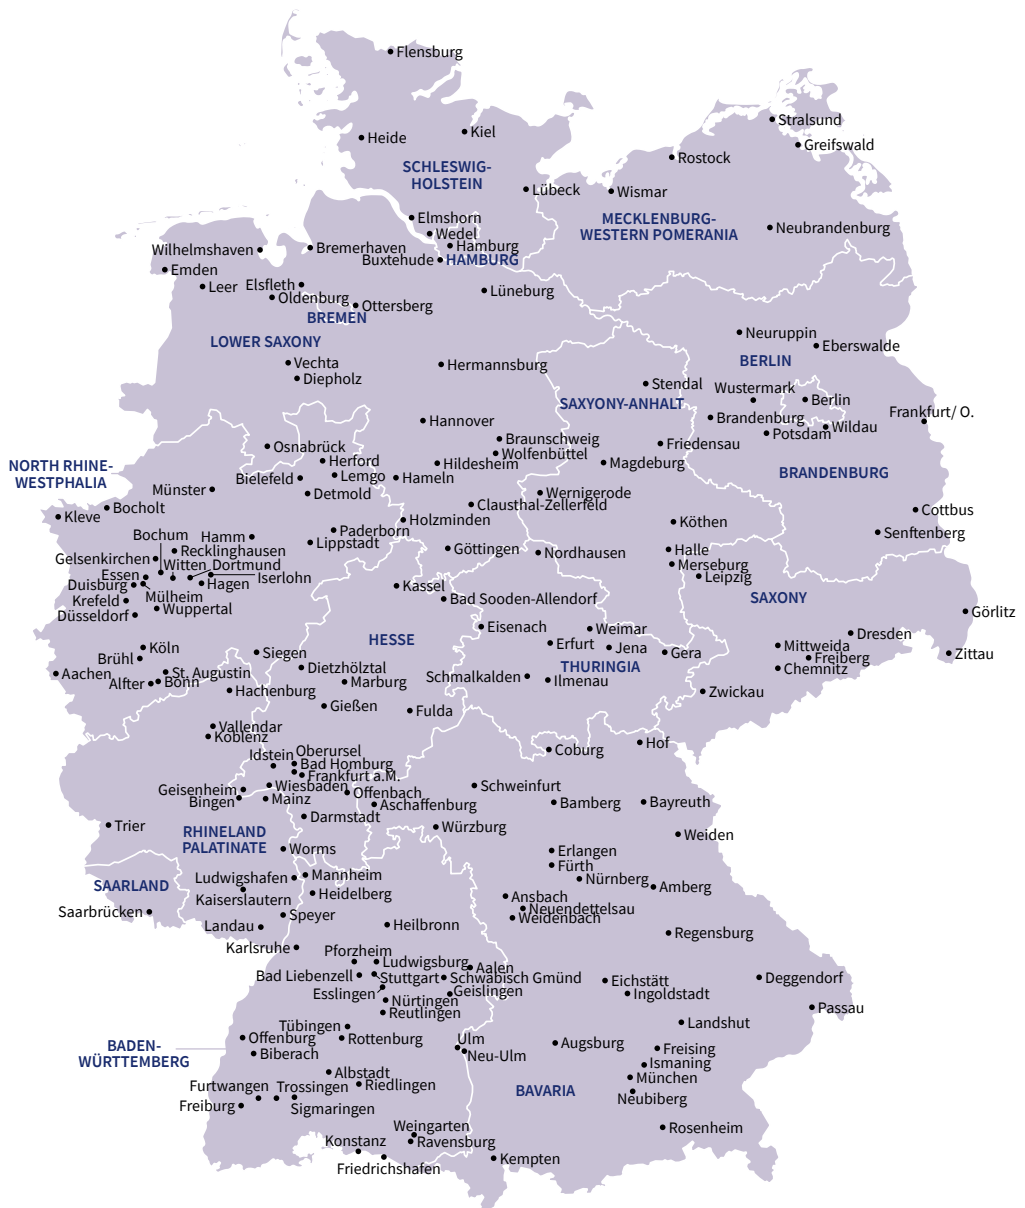 Flensburg
Stralsund
Kiel
Heide
Greifswald
Rostock
SCHLESWIG-
HOLSTEIN
Lübeck
Wismar
Elmshorn
MECKLENBURG-
WESTERN POMERANIA
Neubrandenburg
Wedel
Hamburg
Wilhelmshaven
Bremerhaven
Buxtehude
HAMBURG
Emden
Leer
Elsfleth
Lüneburg
Oldenburg
Ottersberg
BREMEN
Neuruppin
LOWER SAXONY
Eberswalde
BERLIN
Vechta
Hermannsburg
Diepholz
Stendal
Wustermark
SAXYONY-ANHALT
Berlin
Frankfurt/ O.
Hannover
Brandenburg
Wildau
Potsdam
Braunschweig
Friedensau
Osnabrück
Wolfenbüttel
Herford
Hildesheim
Magdeburg
NORTH RHINE-
WESTPHALIA
BRANDENBURG
Bielefeld
Lemgo
Hameln
Münster
Detmold
Wernigerode
Clausthal-Zellerfeld
Bocholt
Kleve
Cottbus
Holzminden
Köthen
Paderborn
Senftenberg
Bochum
Hamm
Lippstadt
Recklinghausen
Göttingen
Nordhausen
Halle
Gelsenkirchen
Witten
Dortmund
Merseburg
Essen
Iserlohn
Leipzig
Duisburg
Hagen
Kassel
Mülheim
Krefeld
Bad Sooden-Allendorf
SAXONY
Wuppertal
Düsseldorf
Görlitz
Eisenach
Weimar
HESSE
Dresden
Köln
Erfurt
Jena
Mittweida
Siegen
Gera
Zittau
Brühl
Freiberg
Dietzhölztal
THURINGIA
Chemnitz
Aachen
St. Augustin
Schmalkalden
Alfter
Bonn
Marburg
Ilmenau
Hachenburg
Zwickau
Gießen
Fulda
Vallendar
Koblenz
Hof
Coburg
Oberursel
Idstein
Bad Homburg
Frankfurt a.M.
Wiesbaden
Schweinfurt
Geisenheim
Offenbach
Bingen
Mainz
Aschaffenburg
Bamberg
Bayreuth
Darmstadt
Trier
Würzburg
RHINELAND
PALATINATE
Weiden
Worms
Erlangen
Fürth
Ludwigshafen
Mannheim
Nürnberg
SAARLAND
Amberg
Heidelberg
Kaiserslautern
Ansbach
Neuendettelsau
Saarbrücken
Speyer
Weidenbach
Landau
Heilbronn
Regensburg
Karlsruhe
Pforzheim
Ludwigsburg
Aalen
Bad Liebenzell
Stuttgart
Schwäbisch Gmünd
Deggendorf
Eichstätt
Esslingen
Geislingen
Ingoldstadt
Nürtingen
Passau
Reutlingen
Landshut
Tübingen
Offenburg
Rottenburg
Ulm
Augsburg
BADEN-
WÜRTTEMBERG
Biberach
Neu-Ulm
Freising
Ismaning
Albstadt
München
Furtwangen
Trossingen
Riedlingen
BAVARIA
Neubiberg
Freiburg
Sigmaringen
Weingarten
Rosenheim
Konstanz
Ravensburg
Kempten
Friedrichshafen